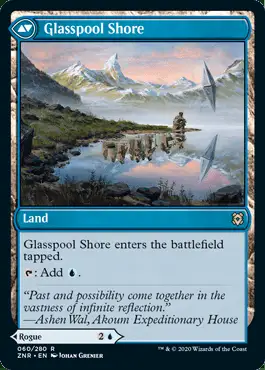 Glasspool Shore
Land
Glasspool Shore enters the battlefield
tapped.
: Add .
“Past and possibility come together in the
vastness of infinite reflection.”
—Ashen Wal, Akoum Expeditionary House
Rogue 2
060/280 R
ZNR • EN Johan Grenier
™ & © 2020 Wizards of the Coast